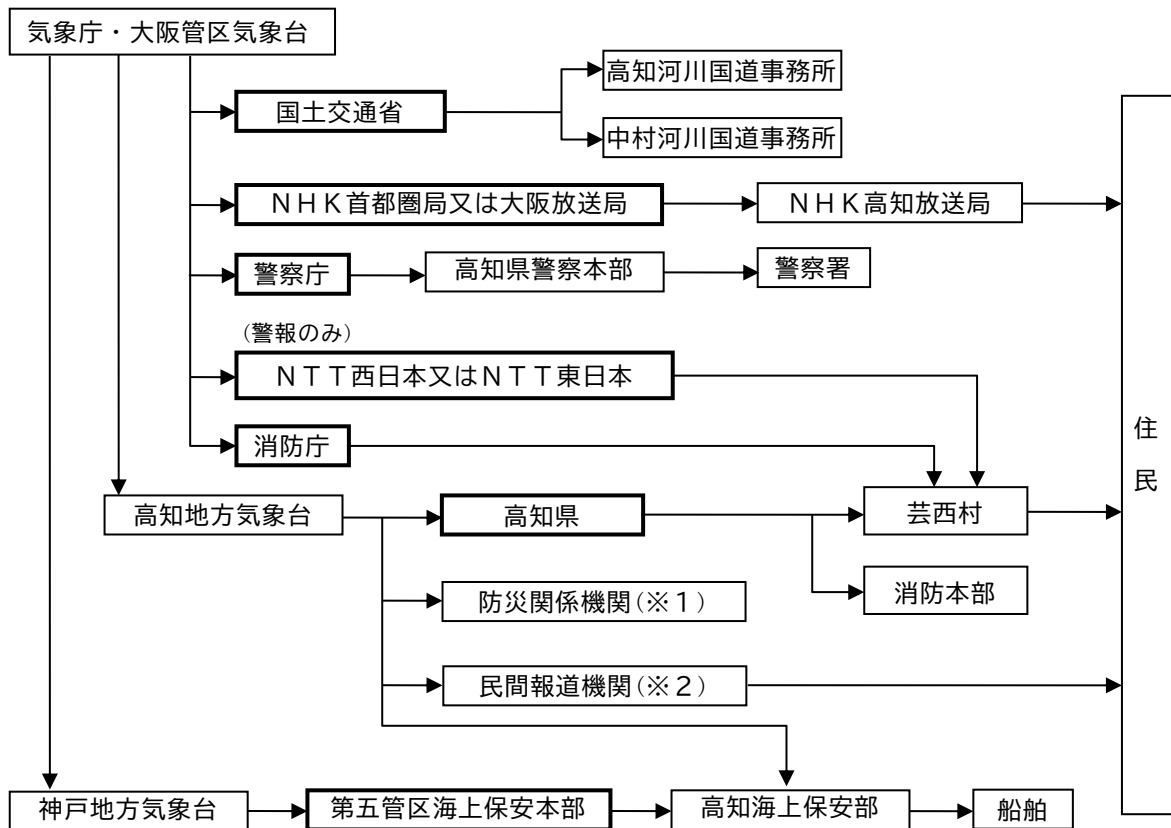 気象庁・大阪管区気象台
高知河川国道事務所
国土交通省
中村河川国道事務所
ＮＨＫ首都圏局又は大阪放送局
ＮＨＫ高知放送局
警察庁
高知県警察本部
警察署
(警報のみ)
ＮＴＴ西日本又はＮＴＴ東日本
消防庁
住民
高知地方気象台
高知県
芸西村
防災関係機関(※１)
消防本部
民間報道機関(※２)
神戸地方気象台
第五管区海上保安本部
高知海上保安部
船舶